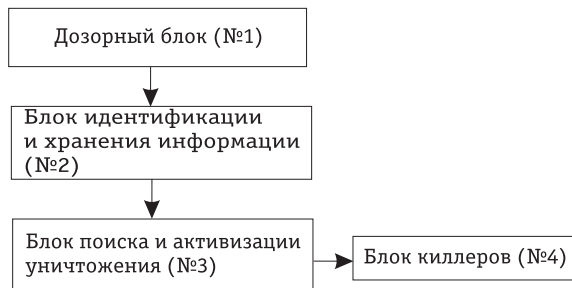 Дозорный блок (№1)
Блок идентификации
и хранения информации
(№2)
Блок поиска и активизации
уничтожения (№3)
Блок киллеров (№4)